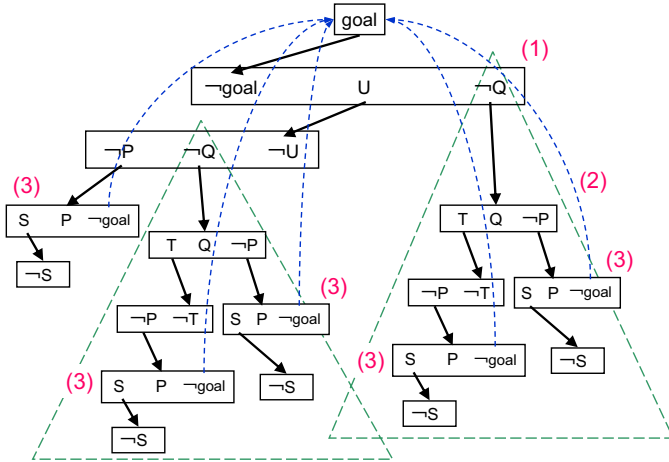 goal
(1)
¬goal U ¬Q
¬P ¬Q ¬U
(3)
(2)
S P ¬goal
T Q ¬P
¬S
T Q ¬P
(3)
(3)
¬P ¬T
S P ¬goal
¬P ¬T
S P ¬goal
(3)
S P ¬goal
¬S
(3)
S P ¬goal
¬S
¬S
¬S